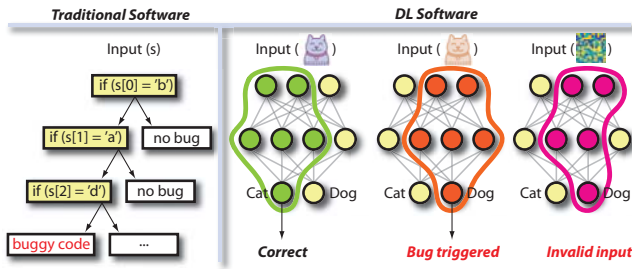 Traditional Software
DL Software
Input (s)
if (s[0] = 'b')
if (s[1] = 'a')
no bug
if (s[2] = 'd')
no bug
buggy code
...
Input ( )
Cat
Dog
Correct
Input ( )
Cat
Dog
Bug triggered
Input ( )
Cat
Dog
Invalid input